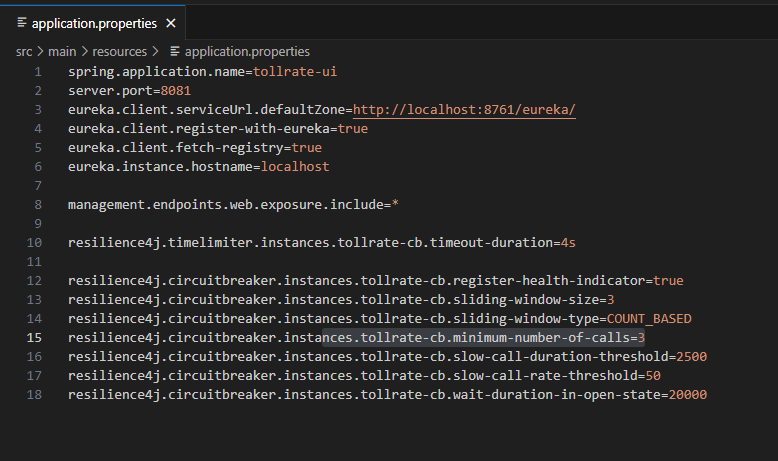 application.properties
src > main > resources > application.properties
1 spring.application.name=tollrate-ui
2 server.port=8081
3 eureka.client.serviceUrl.defaultZone=http://localhost:8761/eureka/
4 eureka.client.register-with-eureka=true
5 eureka.client.fetch-registry=true
6 eureka.instance.hostname=localhost
7
8 management.endpoints.web.exposure.include=*
9
10 resilience4j.timelimiter.instances.tollrate-cb.timeout-duration=4s
11
12 resilience4j.circuitbreaker.instances.tollrate-cb.register-health-indicator=true
13 resilience4j.circuitbreaker.instances.tollrate-cb.sliding-window-size=3
14 resilience4j.circuitbreaker.instances.tollrate-cb.sliding-window-type=COUNT_BASED
15 resilience4j.circuitbreaker.instances.tollrate-cb.minimum-number-of-calls=3
16 resilience4j.circuitbreaker.instances.tollrate-cb.slow-call-duration-threshold=2500
17 resilience4j.circuitbreaker.instances.tollrate-cb.slow-call-rate-threshold=50
18 resilience4j.circuitbreaker.instances.tollrate-cb.wait-duration-in-open-state=20000